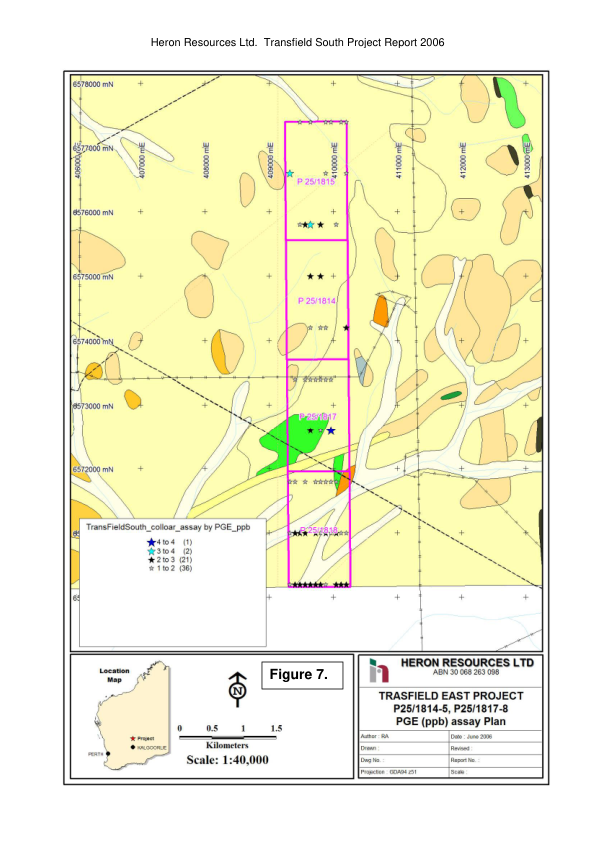 Heron Resources Ltd.  Transfield South Project Report 2006
6578000 mN
6577000 mN
406000 mE
407000 mE
408000 mE
409000 mE
410000 mE
411000 mE
412000 mE
413000 mE
P 25/1815
6576000 mN
6575000 mN
P 25/1814
6574000 mN
6573000 mN
P 25/1817
6572000 mN
P 25/1818
TransFieldSouth_colloar_assay by PGE_ppb
4 to 4 (1)
3 to 4 (2)
2 to 3 (21)
1 to 2 (36)
Location
Map
Project
KALGOORLIE
PERTH
N
Figure 7.
0 0.5 1 1.5
Kilometers
Scale: 1:40,000
HERON RESOURCES LTD
ABN 30 068 263 098
TRASFIELD EAST PROJECT
P25/1814-5, P25/1817-8
PGE (ppb) assay Plan
Author : RA
Date : June 2006
Drawn :
Revised :
Dwg No. :
Report No. :
Projection : GDA94 z51
Scale :